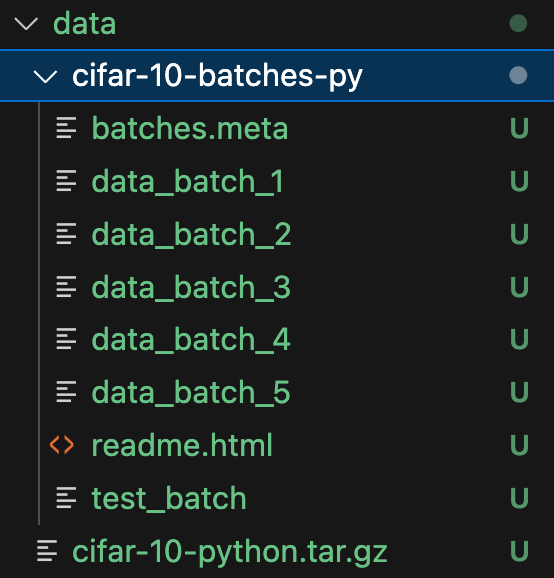 data
cifar-10-batches-py
batches.meta U
data_batch_1 U
data_batch_2 U
data_batch_3 U
data_batch_4 U
data_batch_5 U
readme.html U
test_batch U
cifar-10-python.tar.gz U